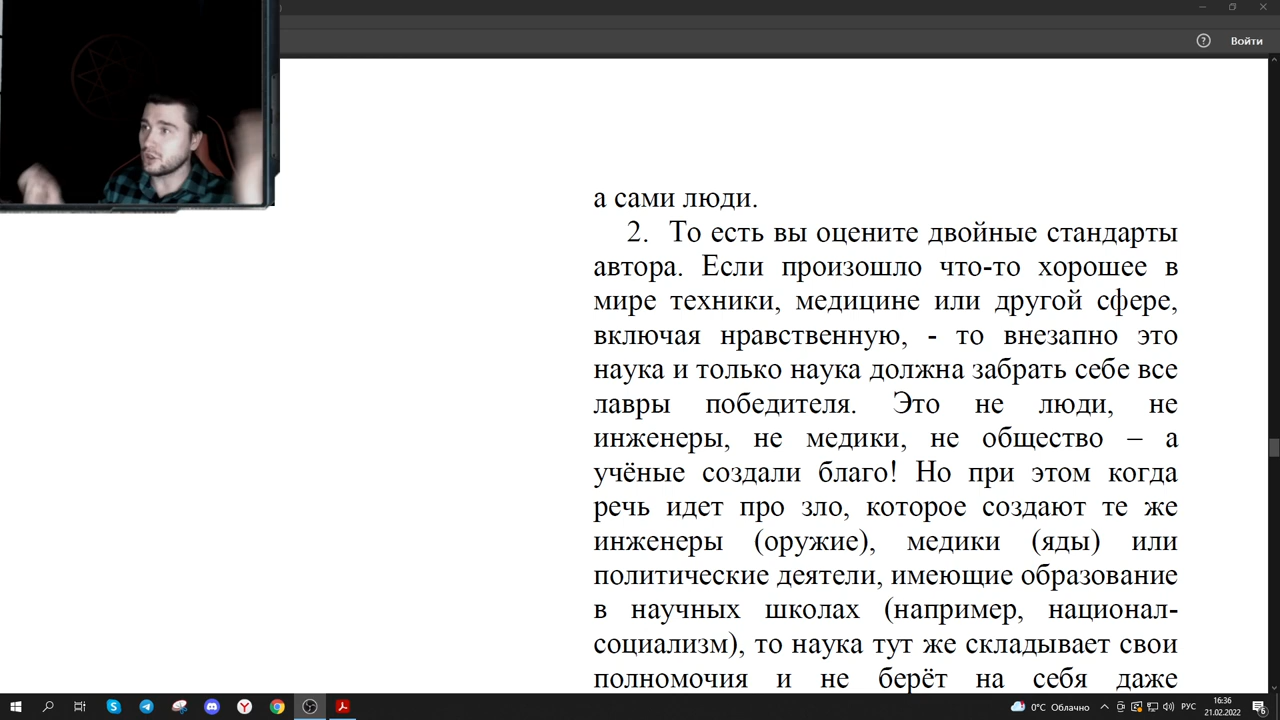 Войти
а сами люди.
2. То есть вы оцените двойные стандарты
автора. Если произошло что-то хорошее в
мире техники, медицине или другой сфере,
включая нравственную, - то внезапно это
наука и только наука должна забрать себе все
лавры победителя. Это не люди, не
инженеры, не медики, не общество – а
учёные создали благо! Но при этом когда
речь идет про зло, которое создают те же
инженеры (оружие), медики (яды) или
политические деятели, имеющие образование
в научных школах (например, национал-
социализм), то наука тут же складывает свои
полномочия и не берёт на себя даже
0°C Облачно
РУС
16:36
21.02.2022
6